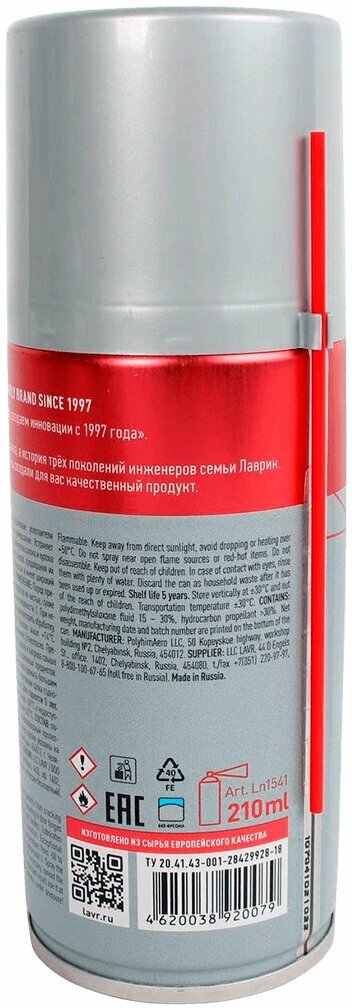 LY BRAND SINCE 1997
здаем инновации с 1997 года».
а, а история трёх поколений инженеров семьи Лаврик.
оздали для вас качественный продукт.
Flammable. Keep away from direct sunlight, avoid dropping or heating over
+50°C. Do not spray near open flame sources or red-hot items. Do not
disassemble. Keep out of reach of children. In case of contact with eyes, rinse
them with plenty of water. Discard the can as household waste after it has
been used up or expired. Shelf life 5 years. Store vertically at ±30°C and out
of the reach of children. Transportation temperature ±30°C. CONTAINS:
polydimethylsiloxane fluid 15 – 30%, hydrocarbon propellant >30%. Net
weight, manufacturing date and batch number are printed on the bottom of the
can. MANUFACTURER: PolyhimAero LLC, 50 Kopeyskoe highway, workshop
building №2, Chelyabinsk, Russia, 454012. SUPPLIER: LLC LAVR, 44 D Engels
St., office. 1402, Chelyabinsk, Russia, 454080, t./fax +7(351) 220-97-97,
8-800-100-67-65 (toll free in Russia). Made in Russia.
40
FE
Art. Ln1541
210ml
EAC
БЕЗ ФРЕОНА
ИЗГОТОВЛЕНО ИЗ СЫРЬЯ ЕВРОПЕЙСКОГО КАЧЕСТВА
ТУ 20.41.43-001-28429928-18
lavr.ru
4 620038 920079
107041021022